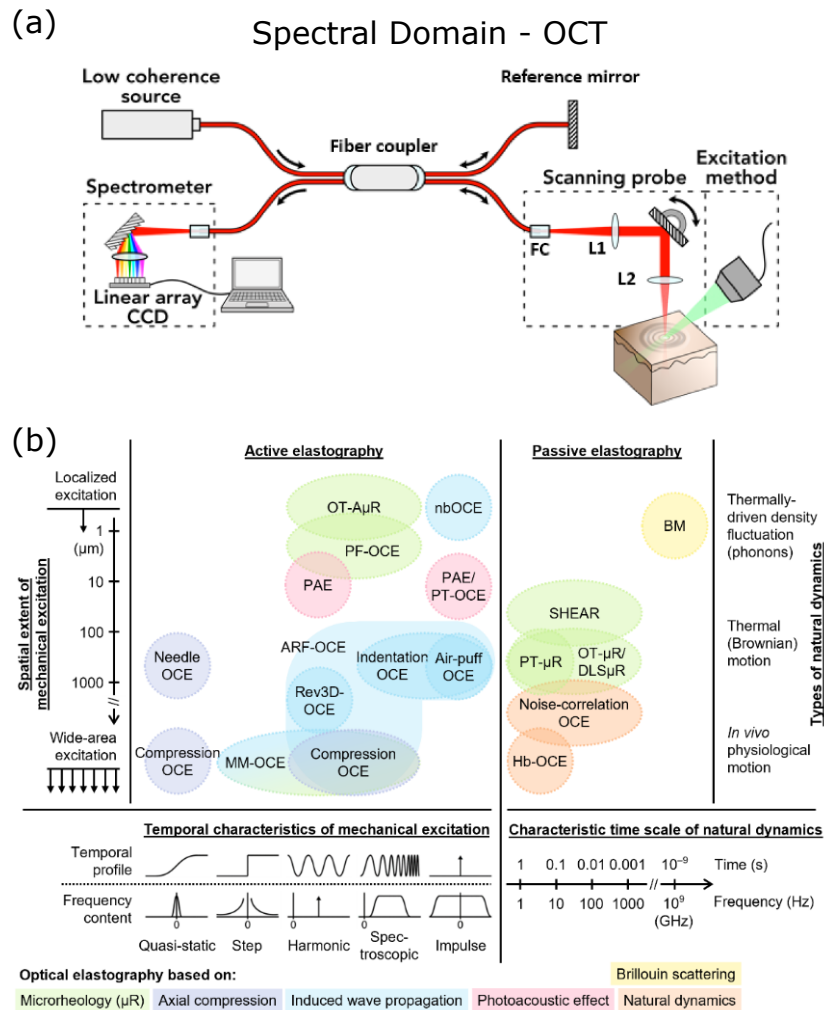 (a)
Spectral Domain - OCT
Low coherence
source
Reference mirror
Fiber coupler
Spectrometer
Scanning probe
Excitation
method
FC
L1
L2
Linear array
CCD
(b)
Active elastography
Passive elastography
Localized
excitation
1
(μm)
10
100
1000
Wide-area
excitation
Spatial extent of
mechanical excitation
OT-AμR
nbOCE
PF-OCE
PAE
PAE/
PT-OCE
Needle
OCE
ARF-OCE
Indentation
OCE
Air-puff
OCE
Rev3D-
OCE
Compression
OCE
MM-OCE
Compression
OCE
BM
SHEAR
PT-μR
OT-μR/
DLSμR
Noise-correlation
OCE
Hb-OCE
Thermally-
driven density
fluctuation
(phonons)
Thermal
(Brownian)
motion
In vivo
physiological
motion
Types of natural dynamics
Temporal characteristics of mechanical excitation
Temporal
profile
Frequency
content
0
0
0
0
0
Quasi-static
Step
Harmonic
Spec-
troscopic
Impulse
Characteristic time scale of natural dynamics
1 0.1 0.01 0.001 10⁻⁹ Time (s)
1 10 100 1000 10⁹ Frequency (Hz)
(GHz)
Optical elastography based on:
Brillouin scattering
Microrheology (μR)
Axial compression
Induced wave propagation
Photoacoustic effect
Natural dynamics